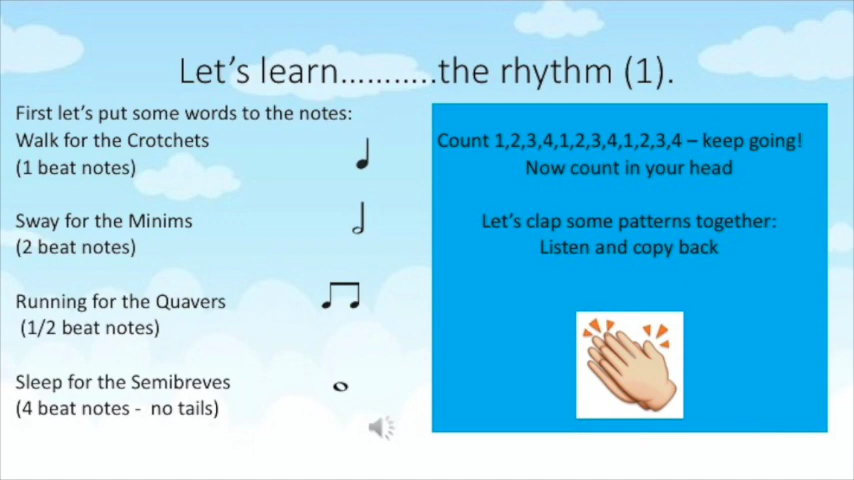 Let's learn………..the rhythm (1).
First let's put some words to the notes:
Walk for the Crotchets
(1 beat notes)
Sway for the Minims
(2 beat notes)
Running for the Quavers
(1/2 beat notes)
Sleep for the Semibreves
(4 beat notes -  no tails)
Count 1,2,3,4,1,2,3,4,1,2,3,4 – keep going!
Now count in your head
Let's clap some patterns together:
Listen and copy back